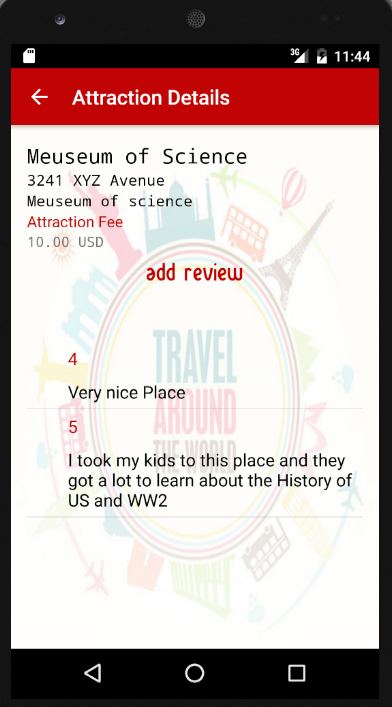 3G 11:44
Attraction Details
Meuseum of Science
3241 XYZ Avenue
Meuseum of science
Attraction Fee
10.00 USD
add review
TRAVEL
4
Very nice Place
AROUND
5
THE WORLD
I took my kids to this place and they
got a lot to learn about the History of
US and WW2